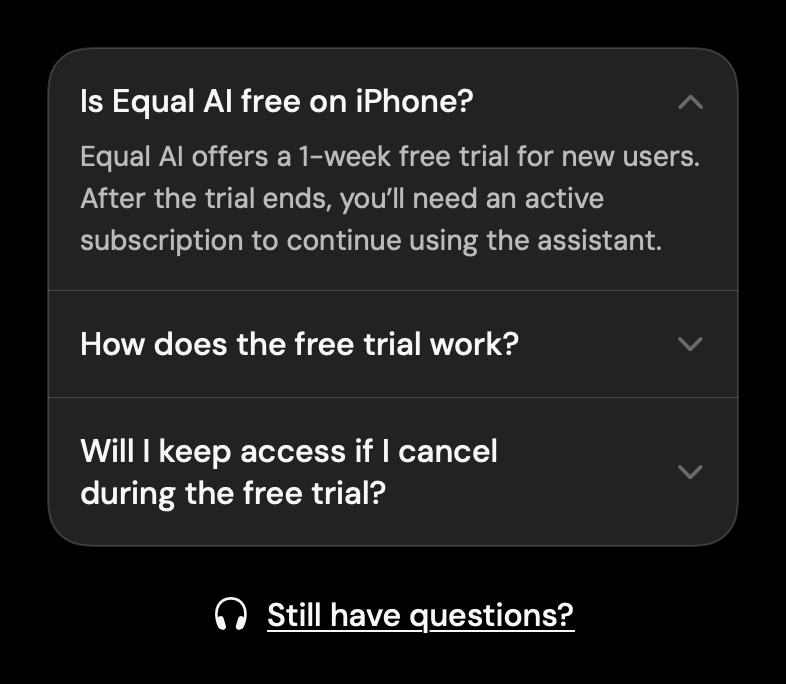 Is Equal AI free on iPhone?
Equal AI offers a 1-week free trial for new users.
After the trial ends, you’ll need an active
subscription to continue using the assistant.
How does the free trial work?
Will I keep access if I cancel
during the free trial?
Still have questions?